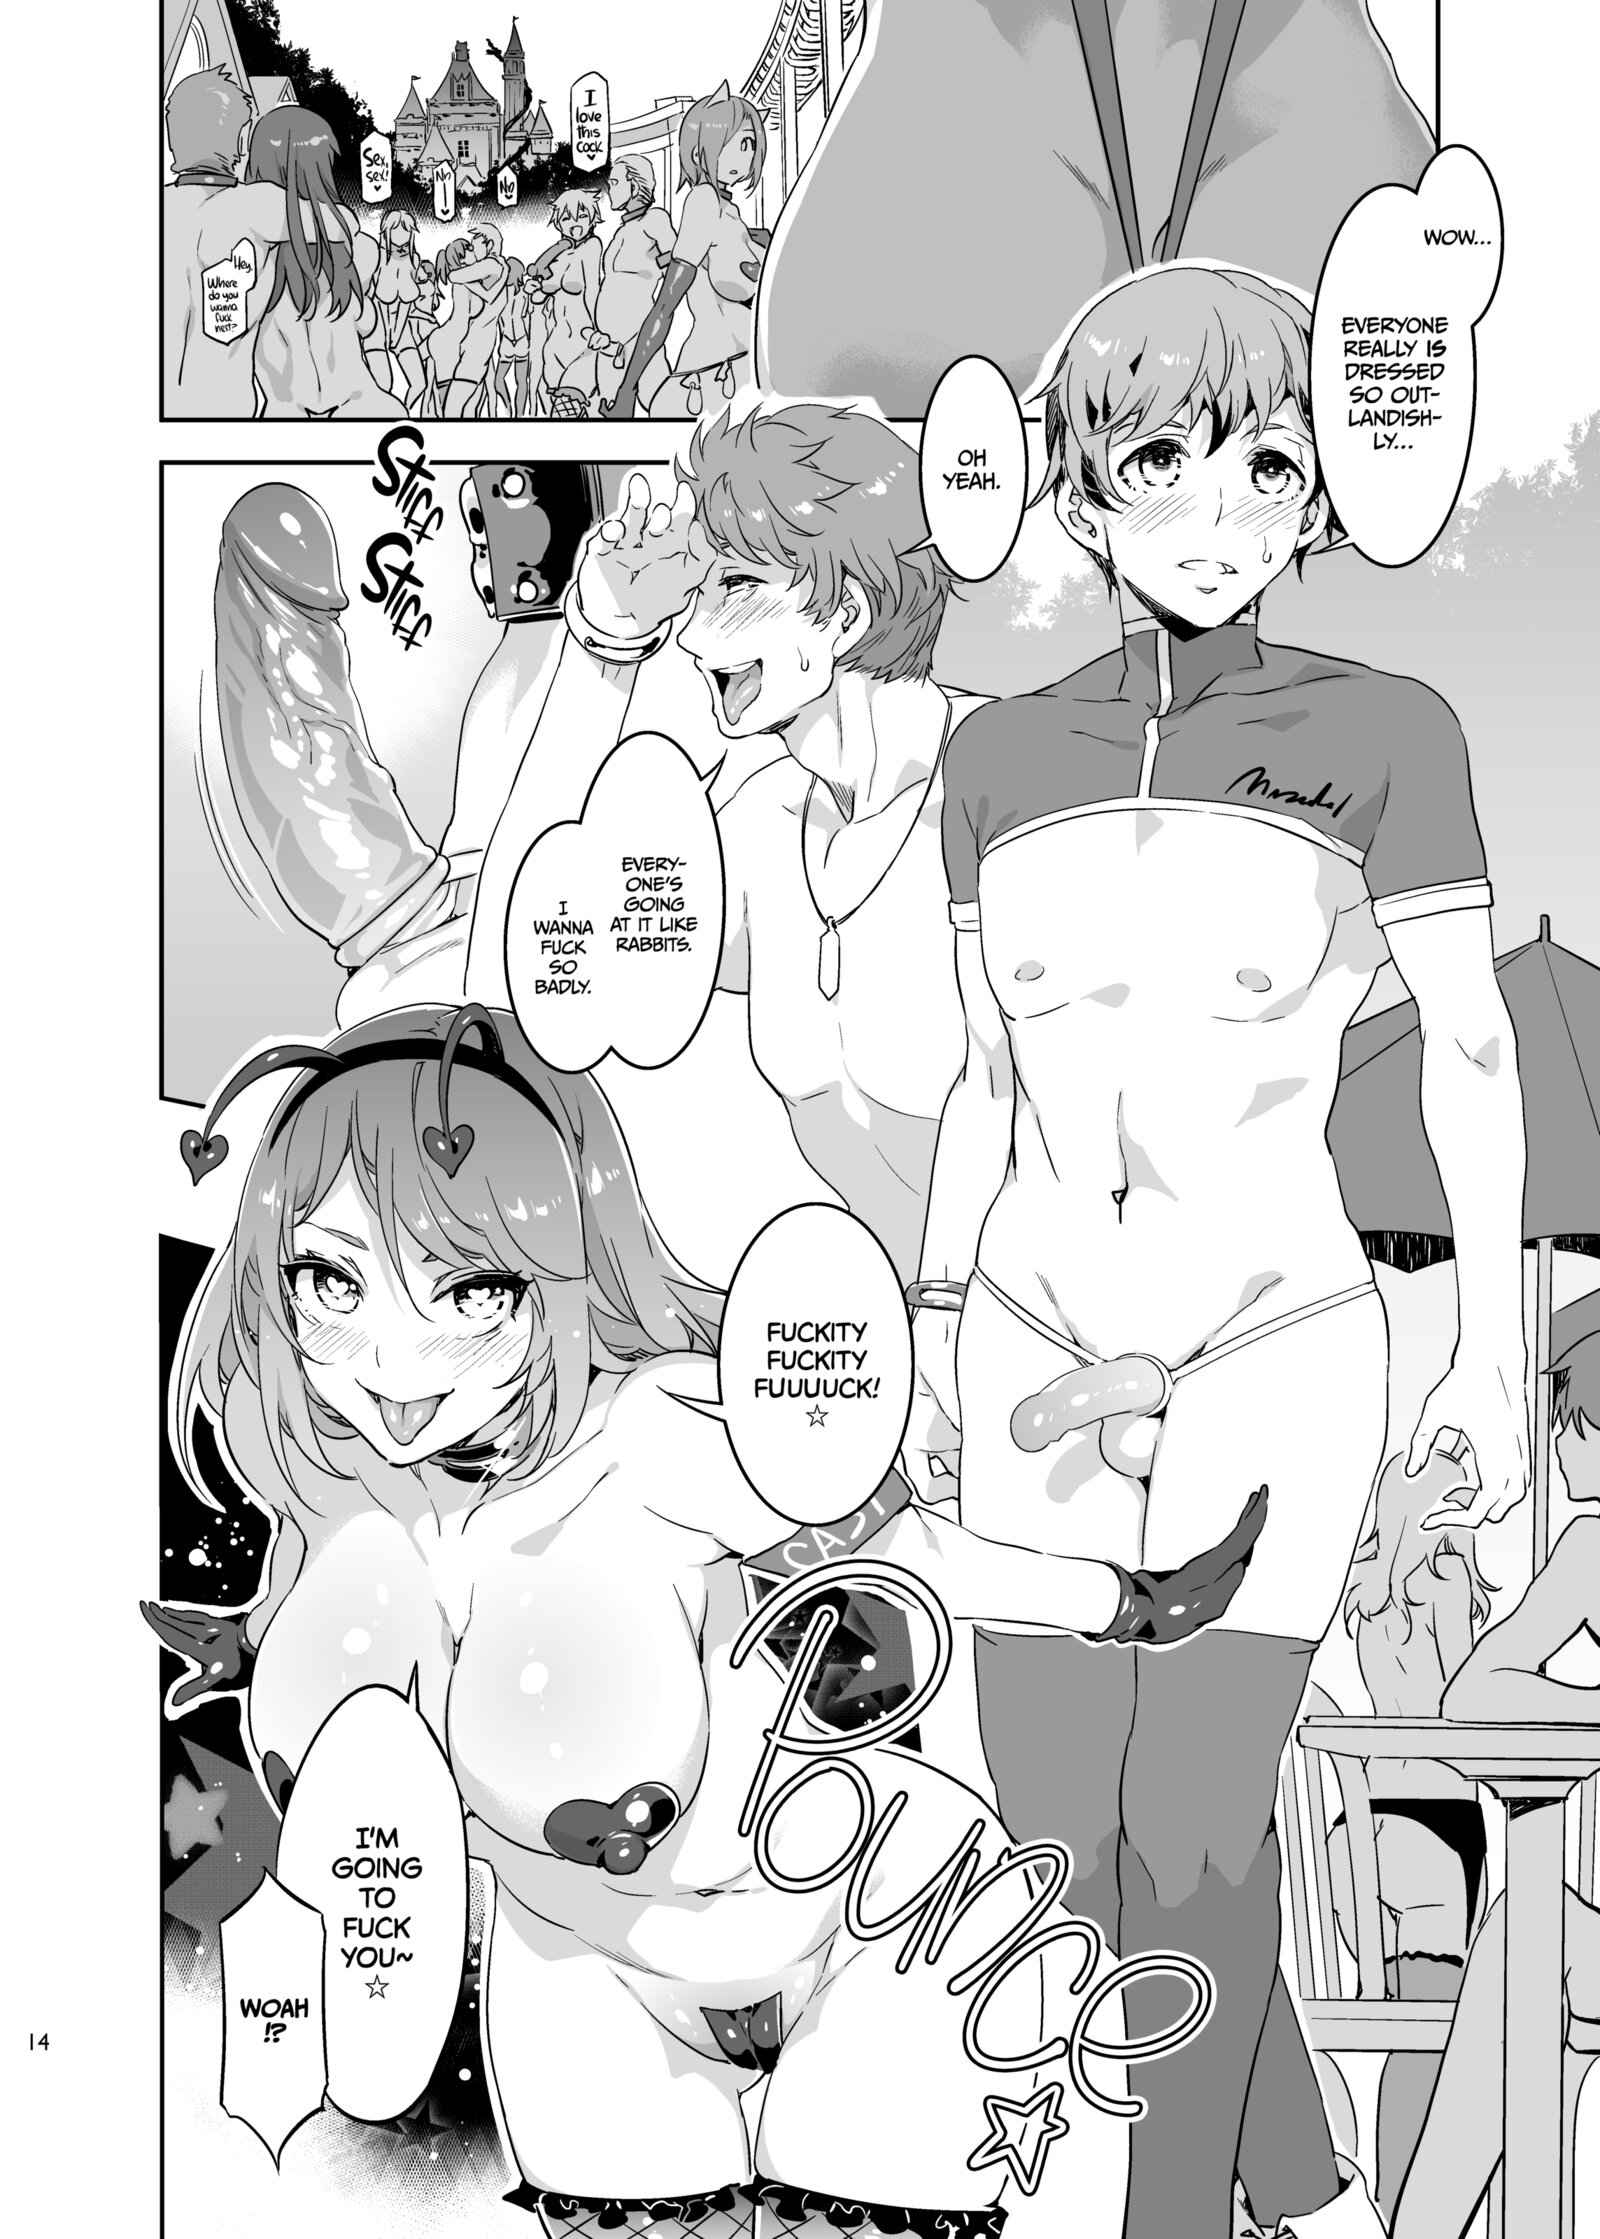 I
love
this
cock ♥
Sex,
sex!
♥
Hey,
Where
do you
wanna
fuck
next?
WOW...
EVERYONE
REALLY IS
DRESSED
SO OUT-
LANDISH-
LY...
OH
YEAH.
Stiff
Stiff
EVERY-
ONE'S
GOING
AT IT LIKE
RABBITS.
I
WANNA
FUCK
SO
BADLY.
FUCKITY
FUCKITY
FUUUUCK!
☆
CAST
Pounce
☆
I'M
GOING
TO
FUCK
YOU~
☆
WOAH
!?
14